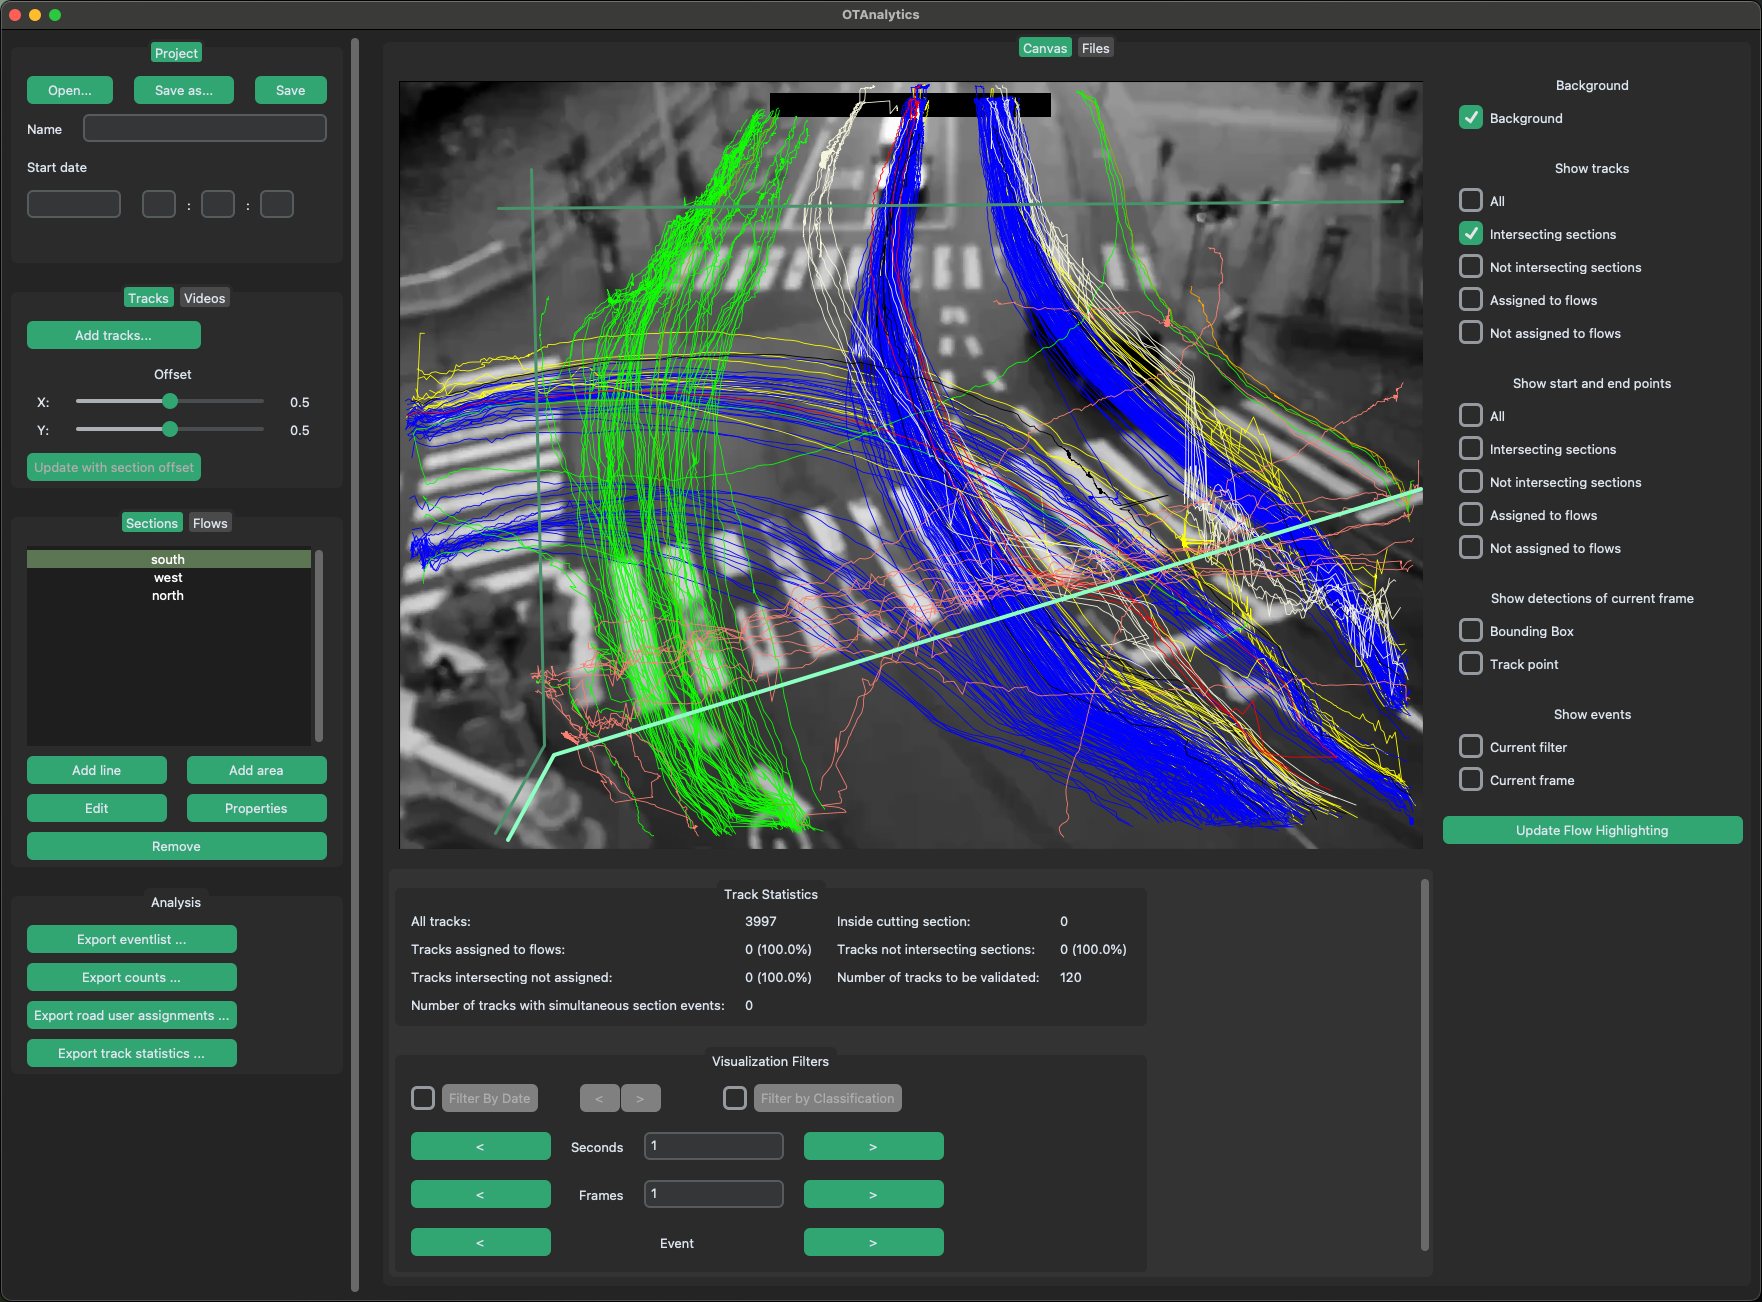 OTAnalytics
Project
Open... Save as... Save
Name
Start date
: :
Tracks Videos
Add tracks...
Offset
X: 0.5
Y: 0.5
Update with section offset
Sections Flows
south
west
north
Add line Add area
Edit Properties
Remove
Analysis
Export eventlist ...
Export counts ...
Export road user assignments ...
Export track statistics ...
Canvas Files
Background
Background
Show tracks
All
Intersecting sections
Not intersecting sections
Assigned to flows
Not assigned to flows
Show start and end points
All
Intersecting sections
Not intersecting sections
Assigned to flows
Not assigned to flows
Show detections of current frame
Bounding Box
Track point
Show events
Current filter
Current frame
Update Flow Highlighting
Track Statistics
All tracks: 3997 Inside cutting section: 0
Tracks assigned to flows: 0 (100.0%) Tracks not intersecting sections: 0 (100.0%)
Tracks intersecting not assigned: 0 (100.0%) Number of tracks to be validated: 120
Number of tracks with simultaneous section events: 0
Visualization Filters
Filter By Date < > Filter by Classification
< Seconds 1 >
< Frames 1 >
< Event >